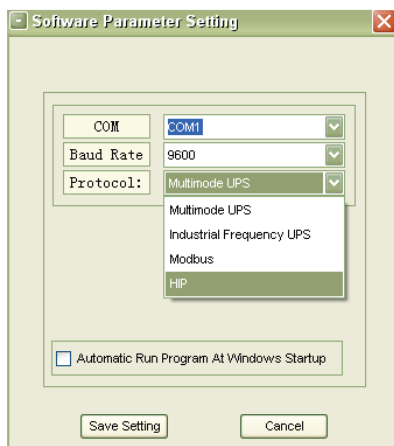 Software Parameter Setting
COM COM1
Baud Rate 9600
Protocol: Multimode UPS
Multimode UPS
Industrial Frequency UPS
Modbus
HIP
Automatic Run Program At Windows Startup
Save Setting Cancel